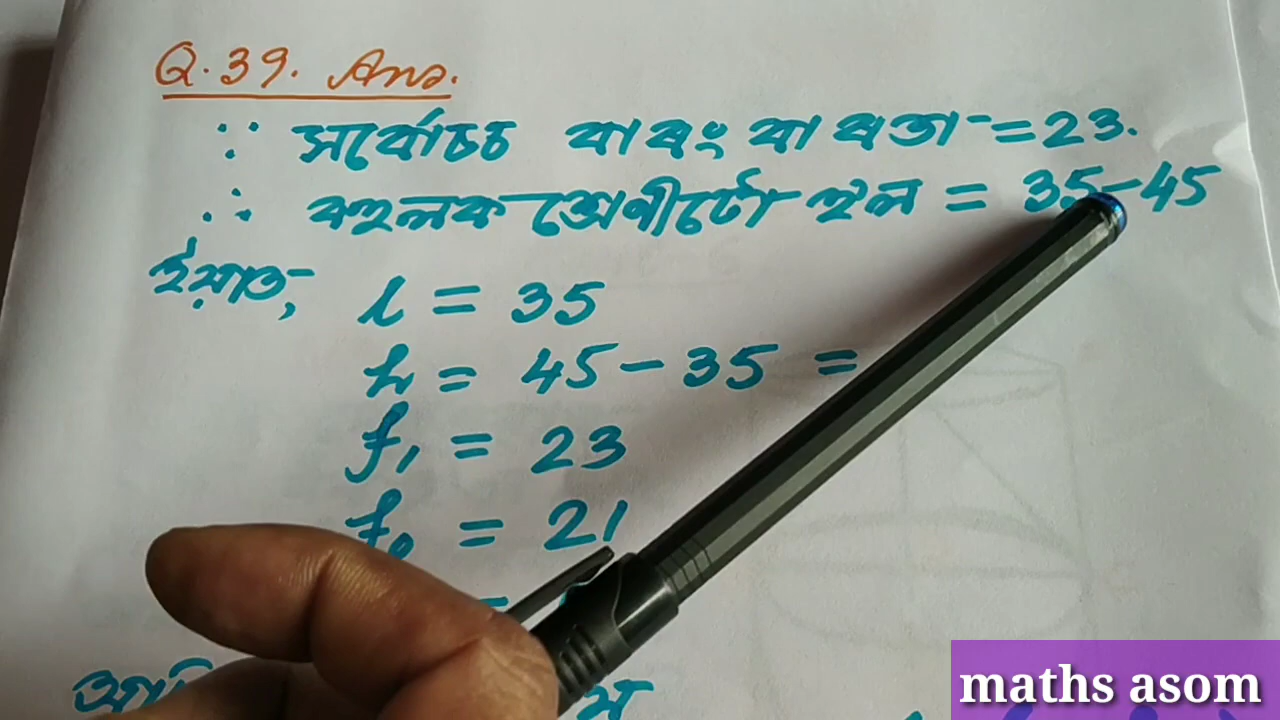 Q.39. Ans.
∵ সৰ্বোচ্চ বাৰংবাৰতা = 23.
∴ বহুলক শ্ৰেণীটো হল = 35-45
ইয়াত,
l = 35
h = 45 - 35 =
f₁ = 23
f₀ = 21
=
maths asom